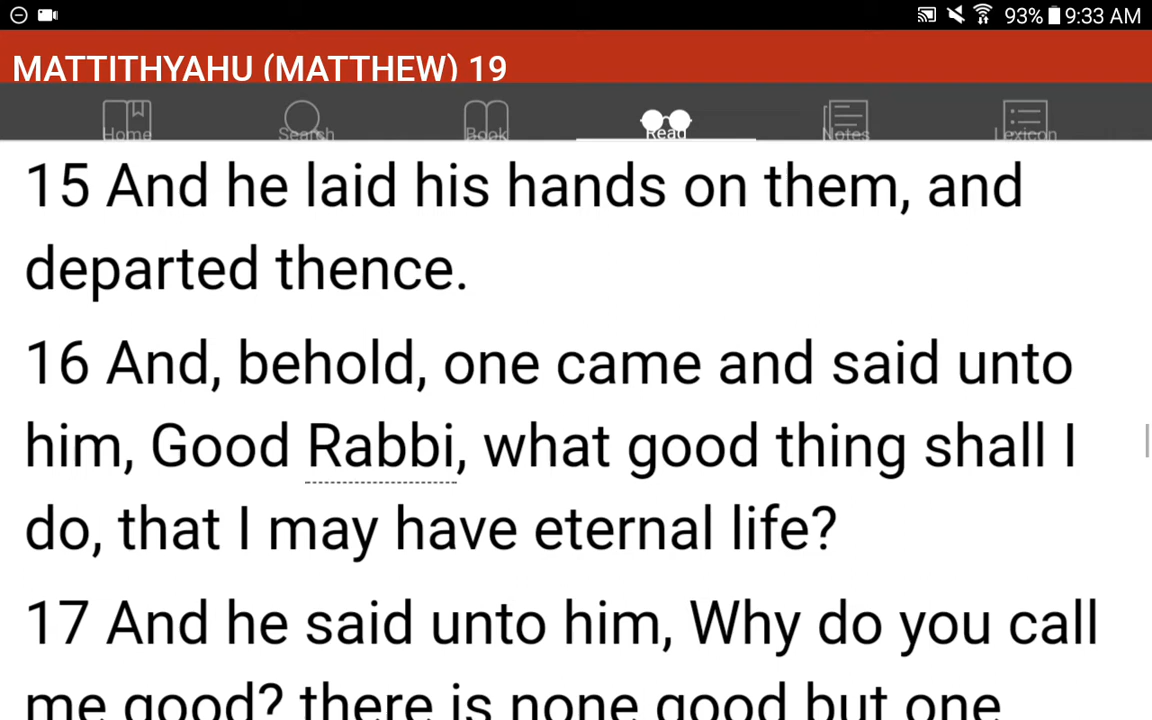 93% 9:33 AM
MATTITHYAHU (MATTHEW) 19
Home Search Book Read Notes Lexicon
15 And he laid his hands on them, and
departed thence.
16 And, behold, one came and said unto
him, Good Rabbi, what good thing shall I
do, that I may have eternal life?
17 And he said unto him, Why do you call
me good? there is none good but one